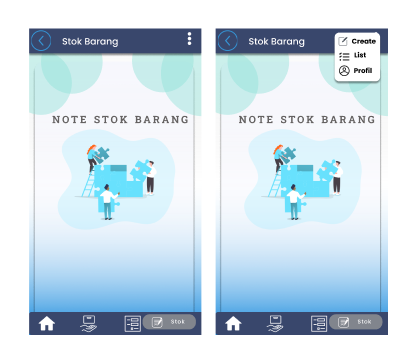 Stok Barang
NOTE STOK BARANG
Stok
Stok Barang
Create
List
Profil
NOTE STOK BARANG
Stok